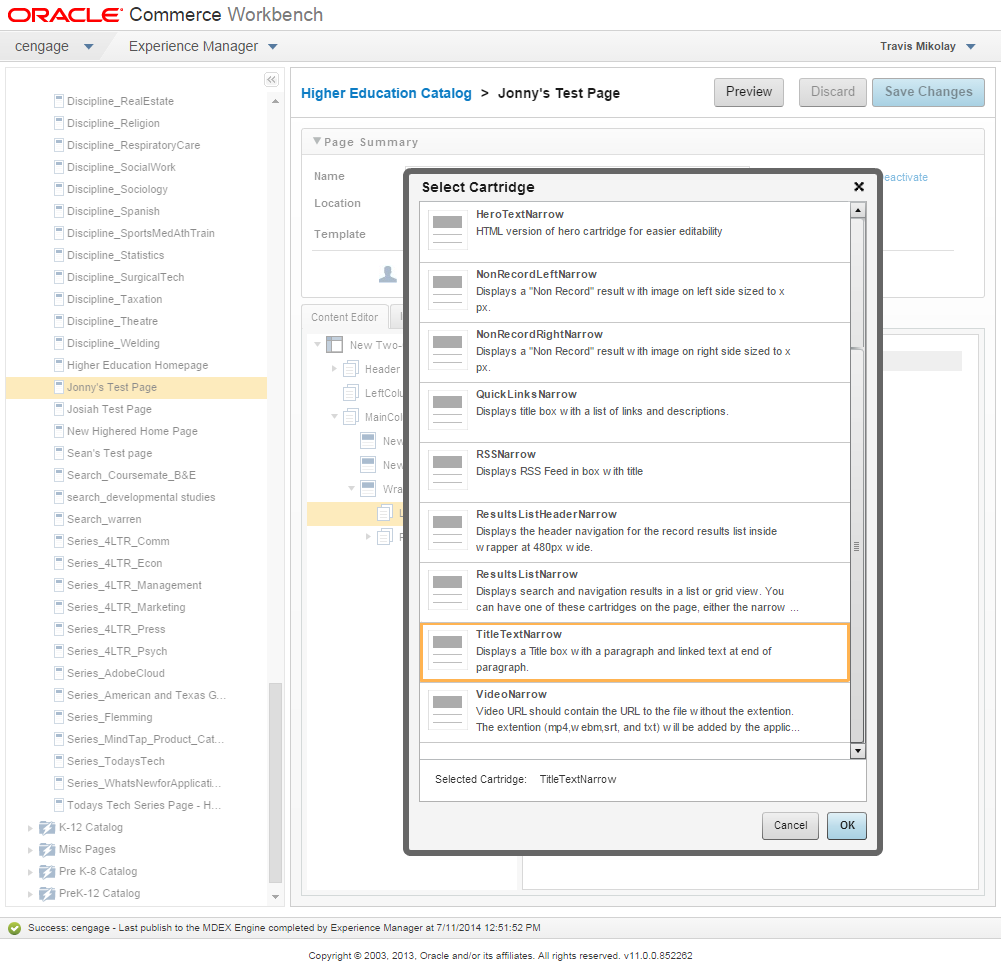 ORACLE Commerce Workbench
cengage
Experience Manager
Travis Mikolay
Discipline_RealEstate
Discipline_Religion
Discipline_RespiratoryCare
Discipline_SocialWork
Discipline_Sociology
Discipline_Spanish
Discipline_SportsMedAthTrain
Discipline_Statistics
Discipline_SurgicalTech
Discipline_Taxation
Discipline_Theatre
Discipline_Welding
Higher Education Homepage
Jonny's Test Page
Josiah Test Page
New Highered Home Page
Sean's Test page
Search_Coursemate_B&E
search_developmental studies
Search_warren
Series_4LTR_Comm
Series_4LTR_Econ
Series_4LTR_Management
Series_4LTR_Marketing
Series_4LTR_Press
Series_4LTR_Psych
Series_AdobeCloud
Series_American and Texas G...
Series_Flemming
Series_MindTap_Product_Cat...
Series_TodaysTech
Series_WhatsNewforApplicati...
Todays Tech Series Page - H...
K-12 Catalog
Misc Pages
Pre K-8 Catalog
PreK-12 Catalog
Higher Education Catalog > Jonny's Test Page
Preview
Discard
Save Changes
Page Summary
Name
eactivate
Location
Template
Content Editor
New Two-
Header
LeftColu
MainCol
New
New
Wra
Select Cartridge
HeroTextNarrow
HTML version of hero cartridge for easier editability
NonRecordLeftNarrow
Displays a "Non Record" result with image on left side sized to x
px.
NonRecordRightNarrow
Displays a "Non Record" result with image on right side sized to x
px.
QuickLinksNarrow
Displays title box with a list of links and descriptions.
RSSNarrow
Displays RSS Feed in box with title
ResultsListHeaderNarrow
Displays the header navigation for the record results list inside
wrapper at 480px wide.
ResultsListNarrow
Displays search and navigation results in a list or grid view. You
can have one of these cartridges on the page, either the narrow ...
TitleTextNarrow
Displays a Title box with a paragraph and linked text at end of
paragraph.
VideoNarrow
Video URL should contain the URL to the file without the extention.
The extention (mp4,webm,srt, and txt) will be added by the applic...
Selected Cartridge: TitleTextNarrow
Cancel
OK
Success: cengage - Last publish to the MDEX Engine completed by Experience Manager at 7/11/2014 12:51:52 PM
Copyright © 2003, 2013, Oracle and/or its affiliates. All rights reserved. v11.0.0.852262